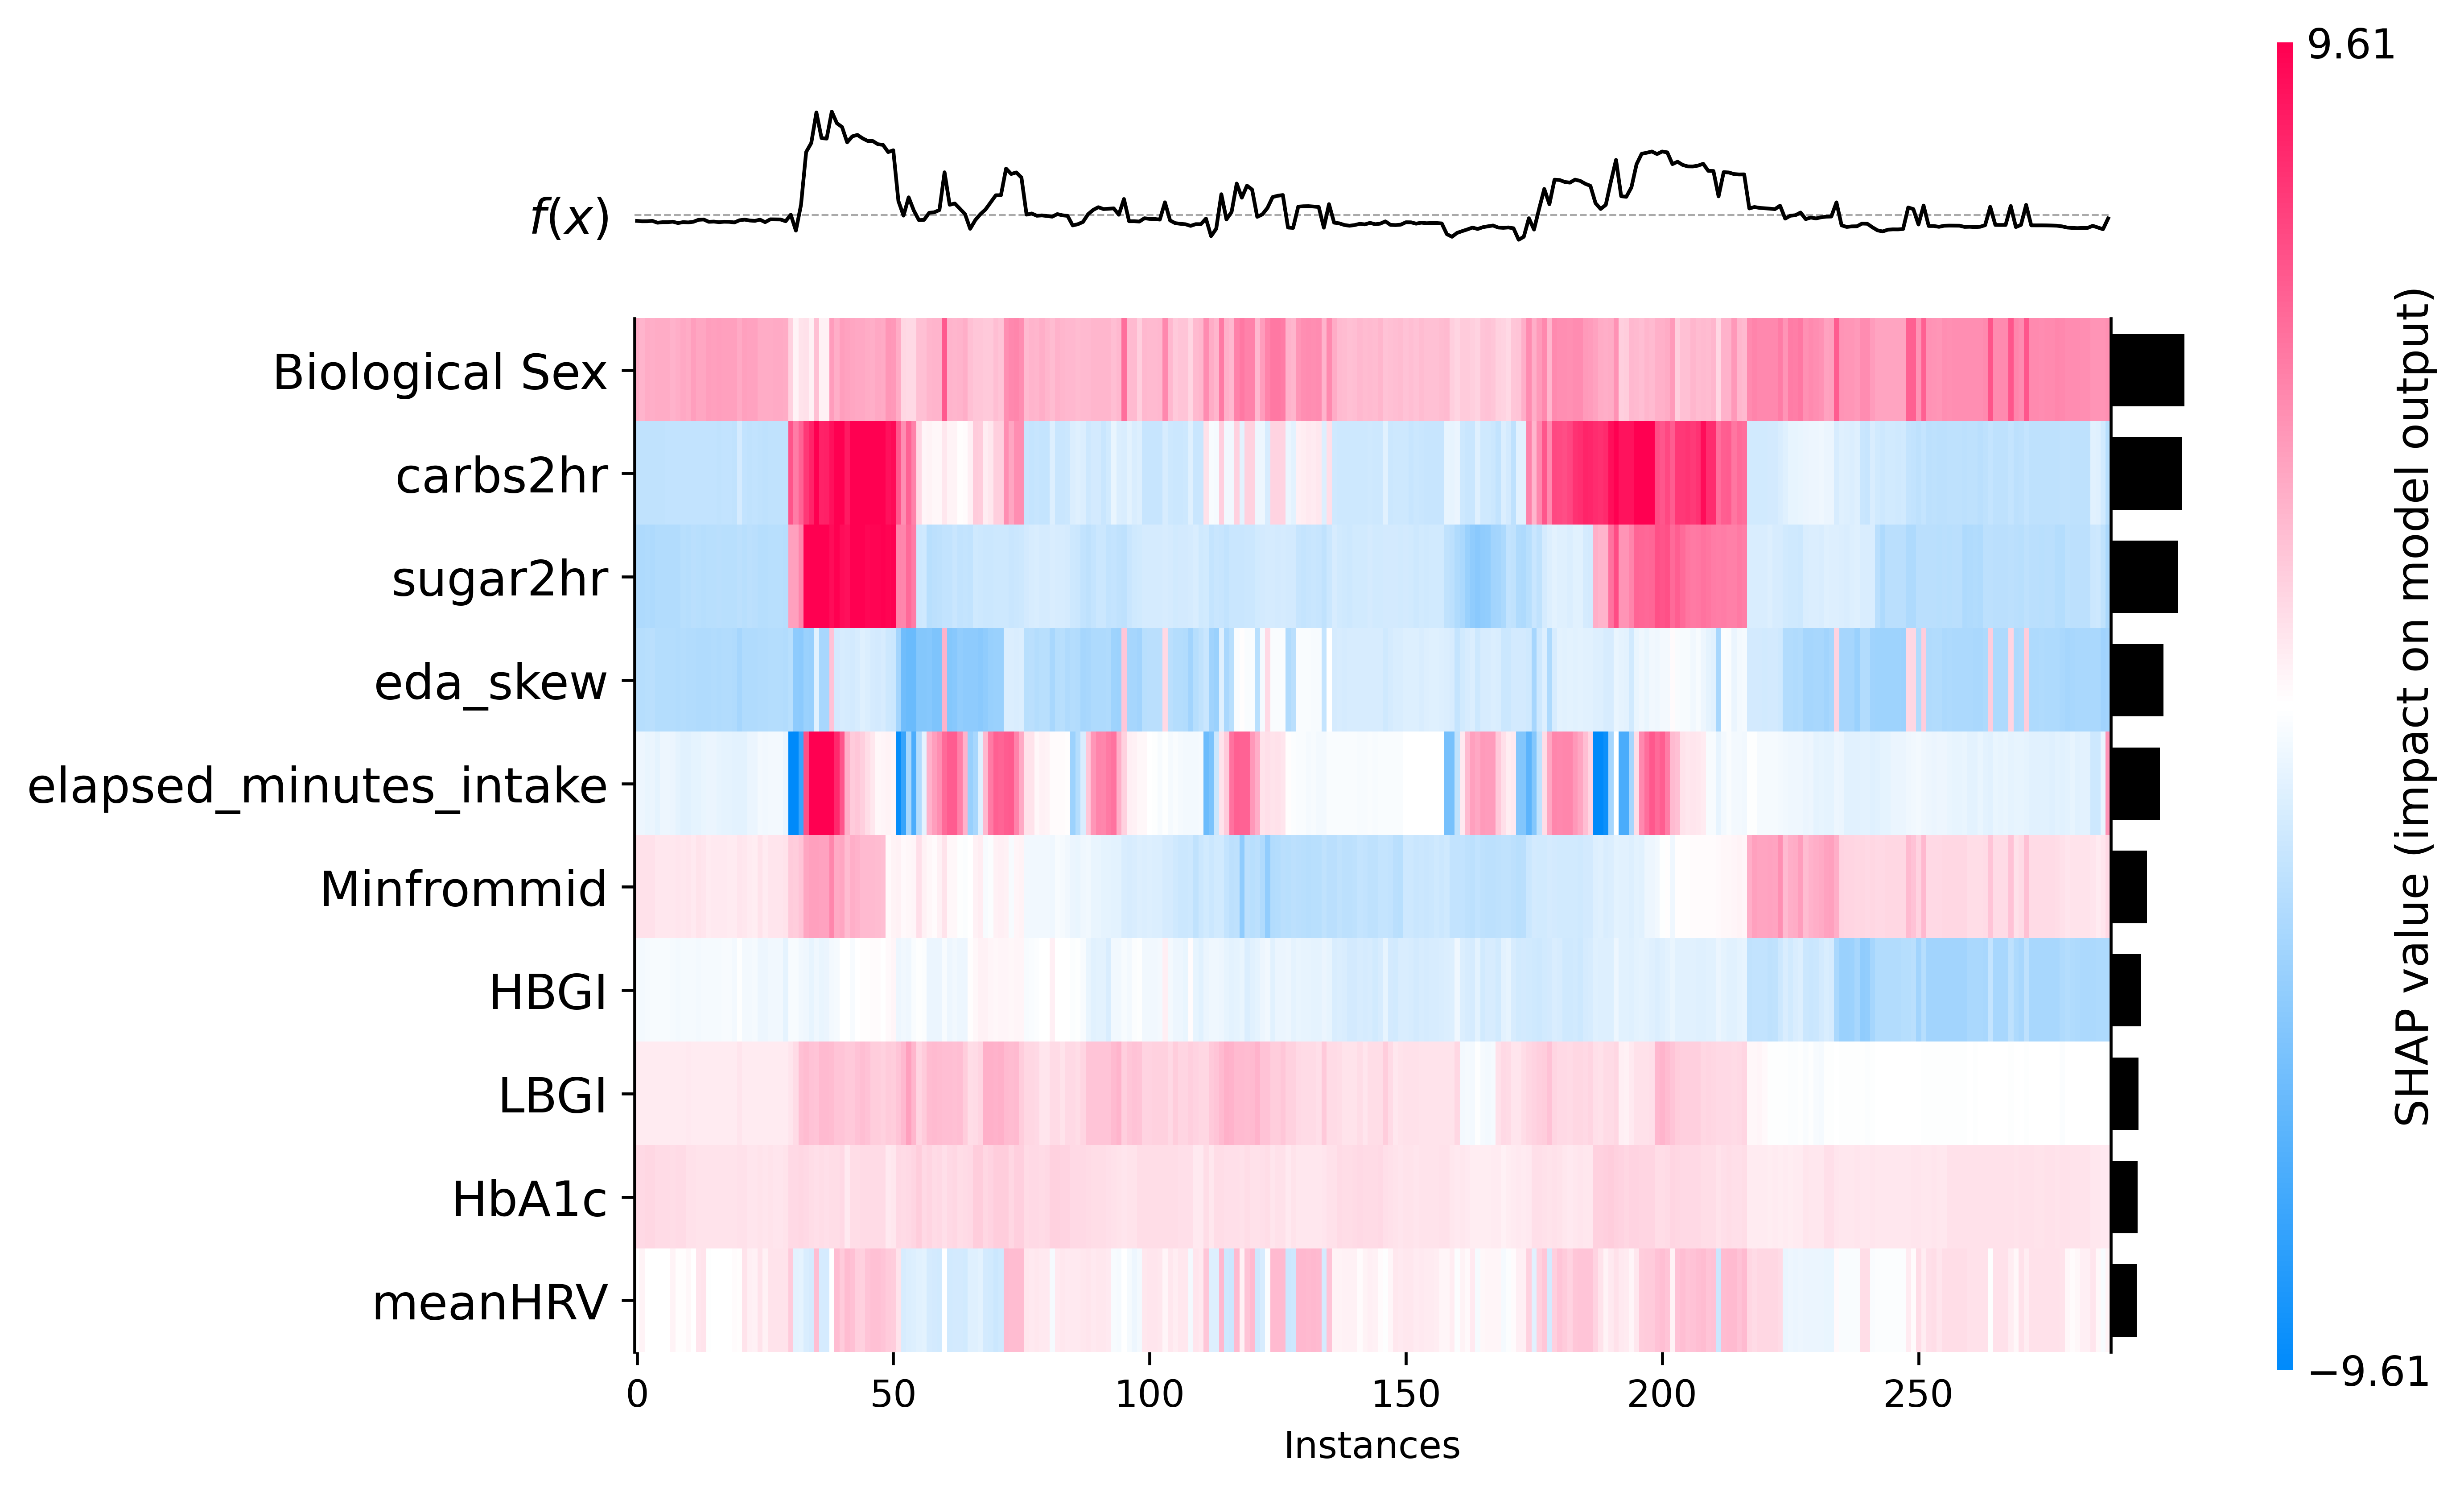 9.61
f(x)
Biological Sex
carbs2hr
sugar2hr
eda_skew
elapsed_minutes_intake
Minfrommid
HBGI
LBGI
HbA1c
meanHRV
0 50 100 150 200 250
Instances
SHAP value (impact on model output)
−9.61